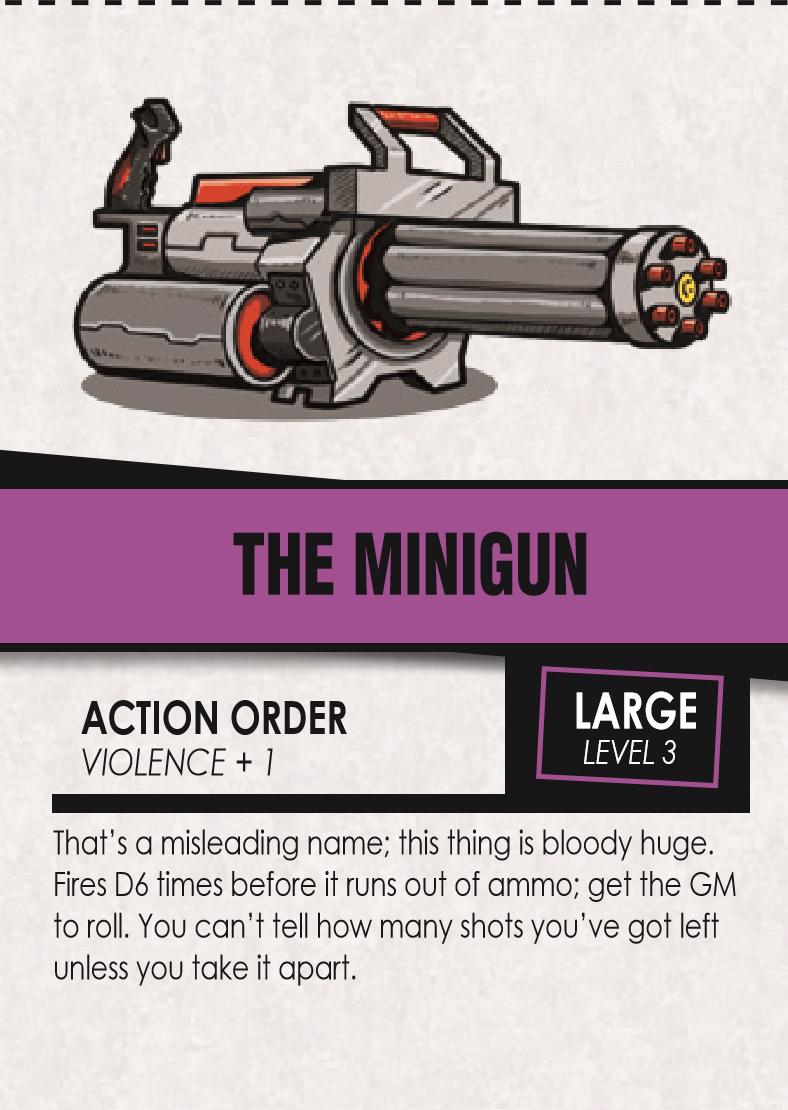 THE MINIGUN
ACTION ORDER
VIOLENCE + 1
LARGE
LEVEL 3
That’s a misleading name; this thing is bloody huge.
Fires D6 times before it runs out of ammo; get the GM
to roll. You can’t tell how many shots you’ve got left
unless you take it apart.